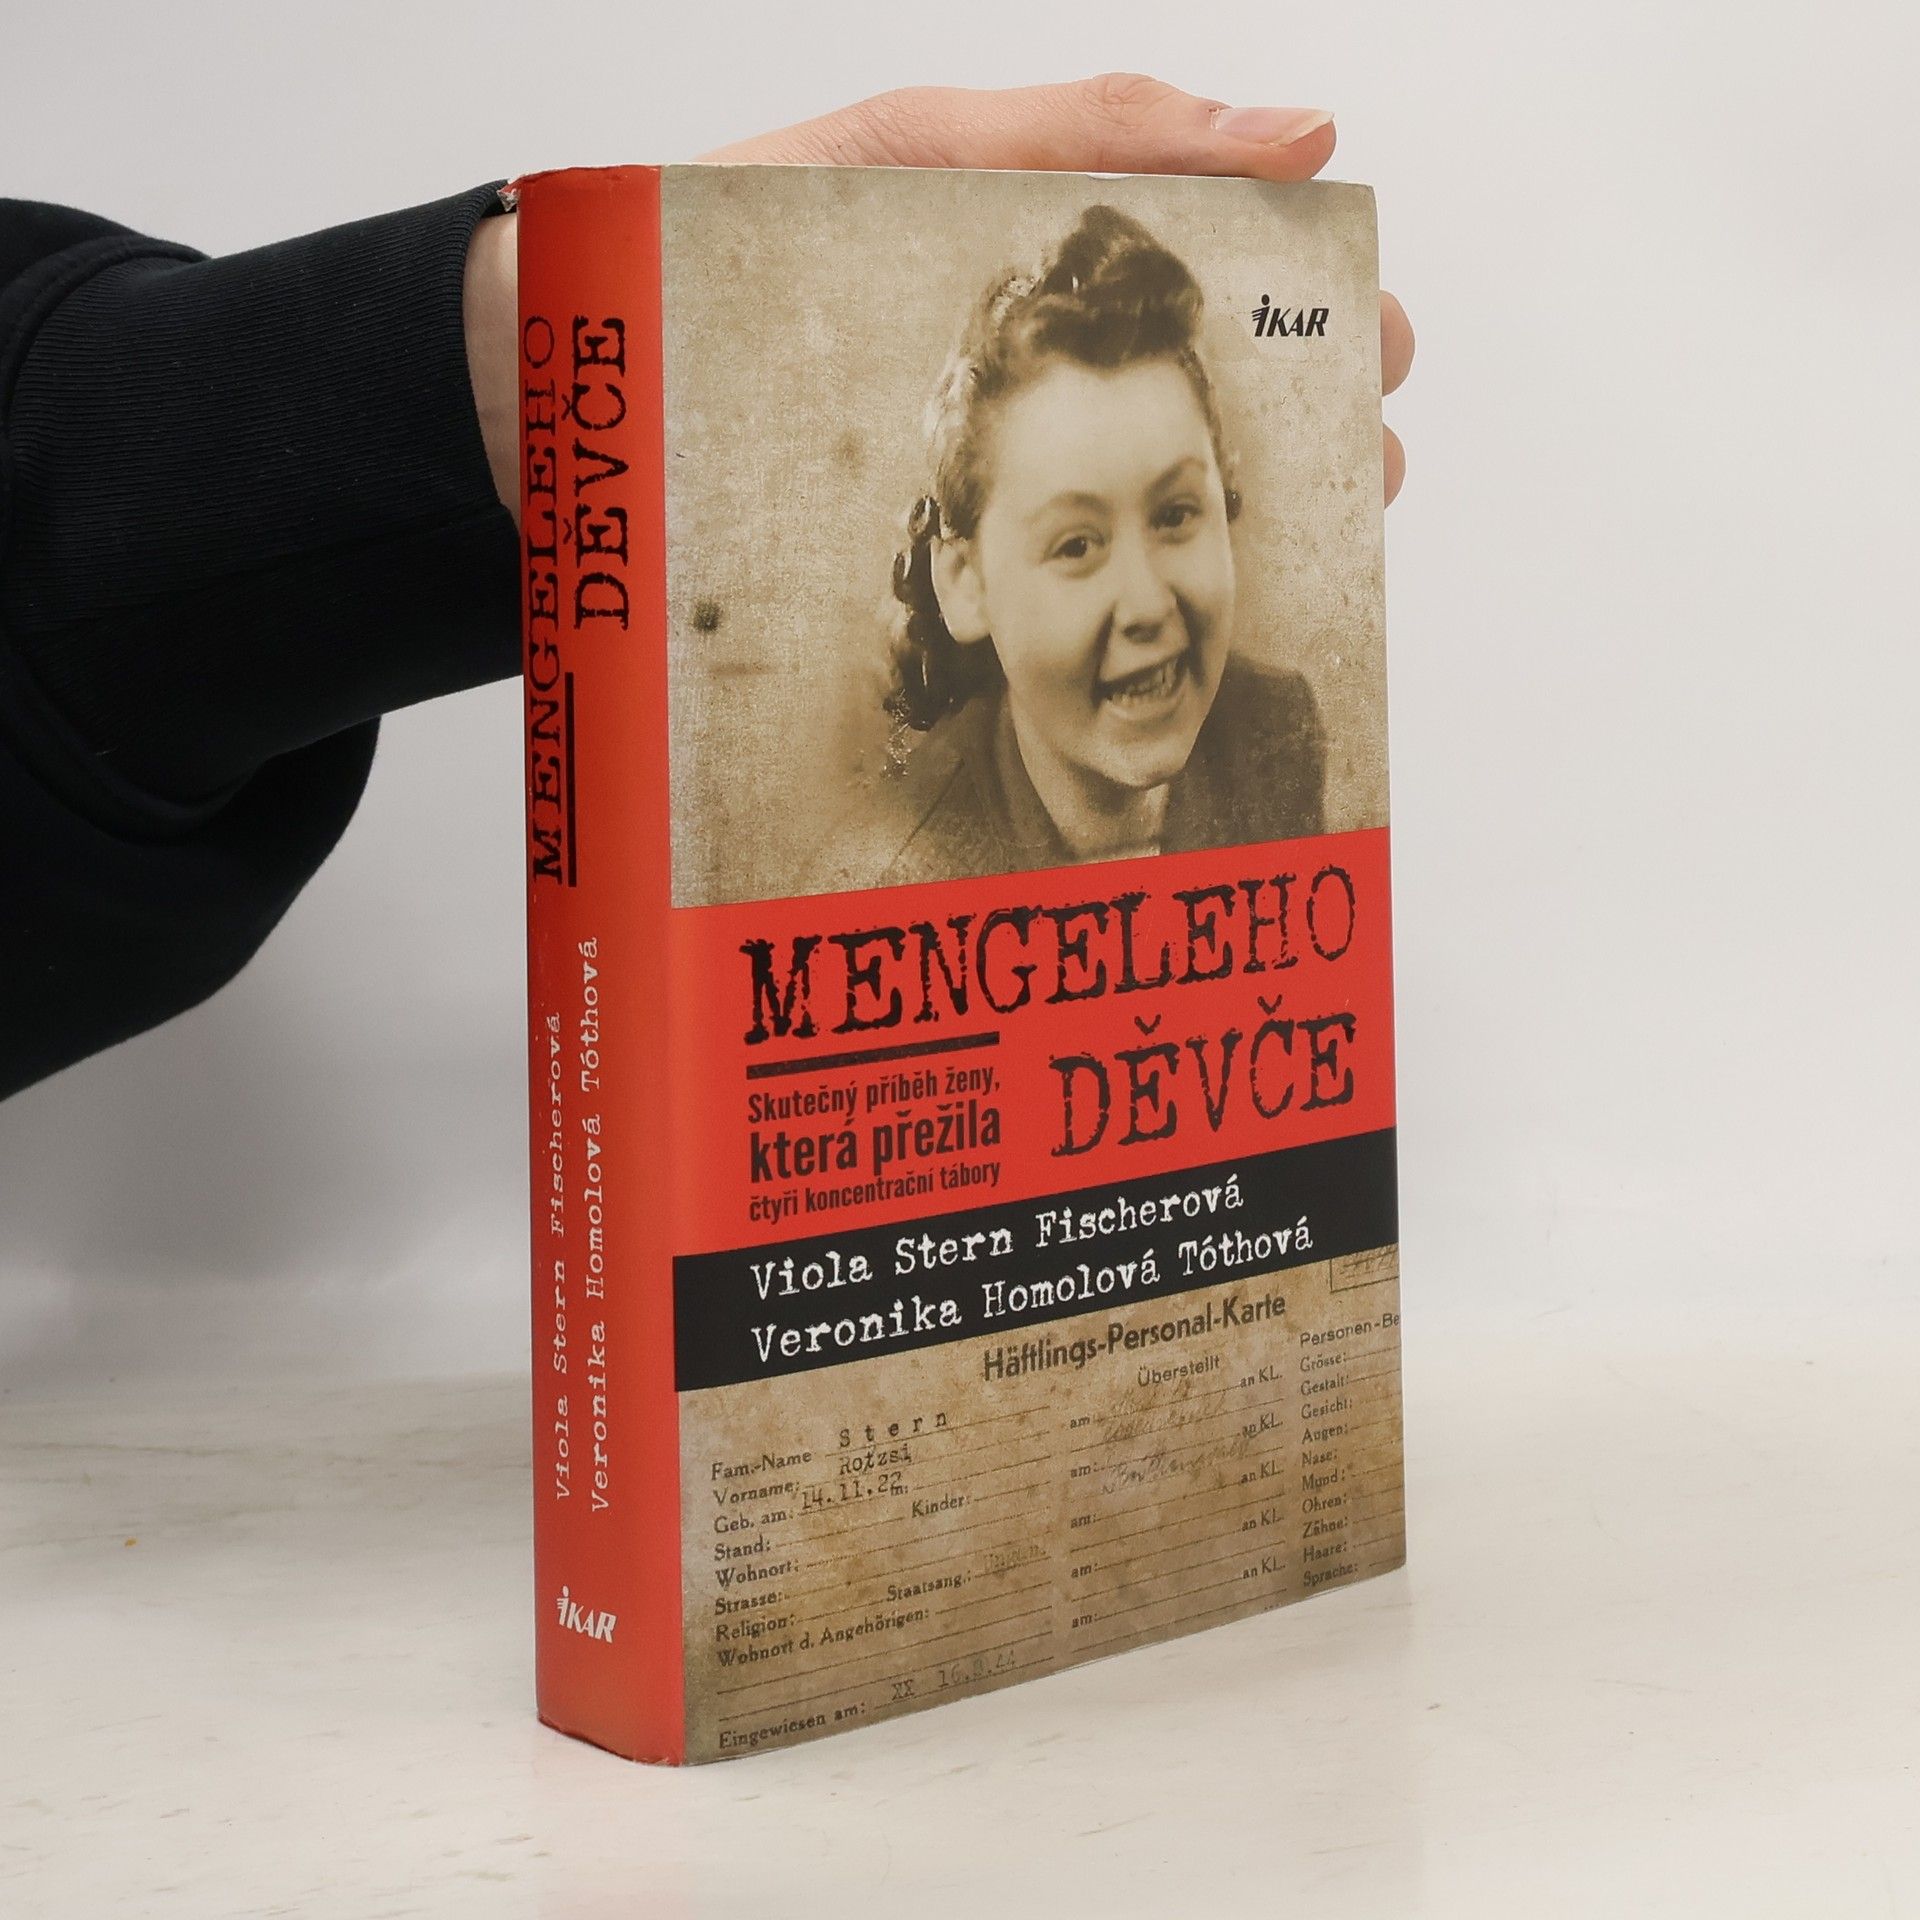 MENGELEHO
DĚVČE
Viola Stern Fischerová
Veronika Homolová Tóthová
iKAR
iKAR
MENGELEHO
DĚVČE
Skutečný příběh ženy,
která přežila
čtyři koncentrační tábory
Viola Stern Fischerová
Veronika Homolová Tóthová
Häftlings-Personal-Karte
Fam.-Name Stern
Vorname: Rotzsi
Geb. am: 14.11.22 in:
Stand: Kinder:
Wohnort:
Strasse:
Religion: Staatsang.:
Wohnort d. Angehörigen:
Eingewiesen am: XX
Überstellt
am: an KL.
am: an KL.
am: an KL.
am: an KL.
am: an KL.
Personen-Be
Grösse:
Gestalt:
Gesicht:
Augen:
Nase:
Mund:
Ohren:
Zähne:
Haare:
Sprache: